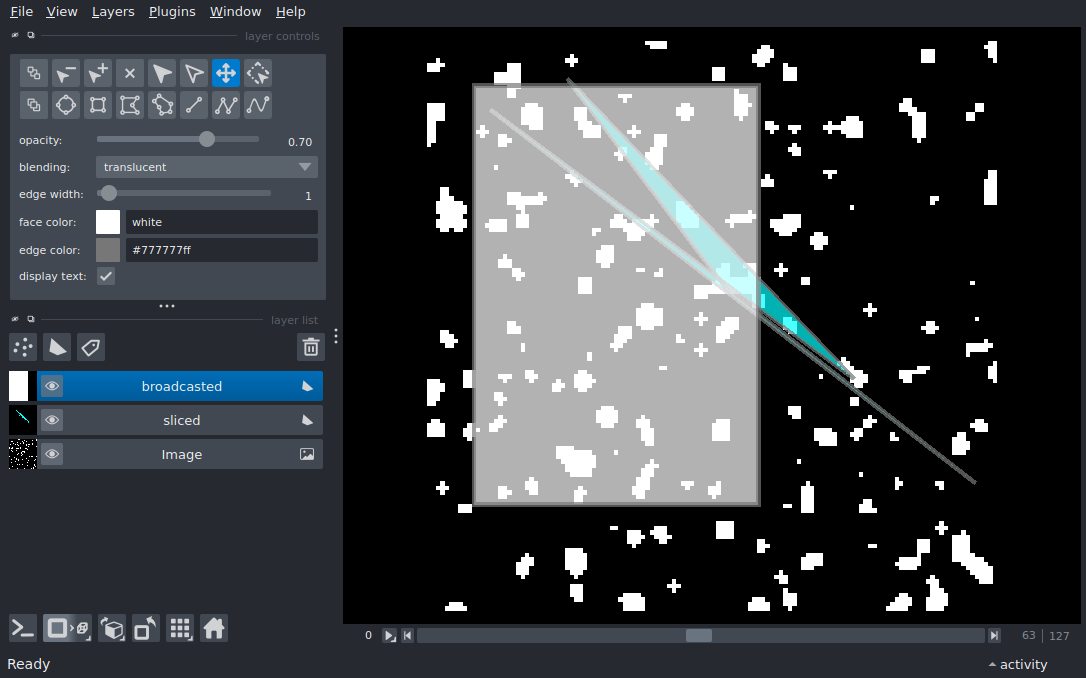 File View Layers Plugins Window Help
layer controls
opacity: 0.70
blending: translucent
edge width: 1
face color: white
edge color: #777777ff
display text:
layer list
broadcasted
sliced
Image
0 63 127
Ready activity